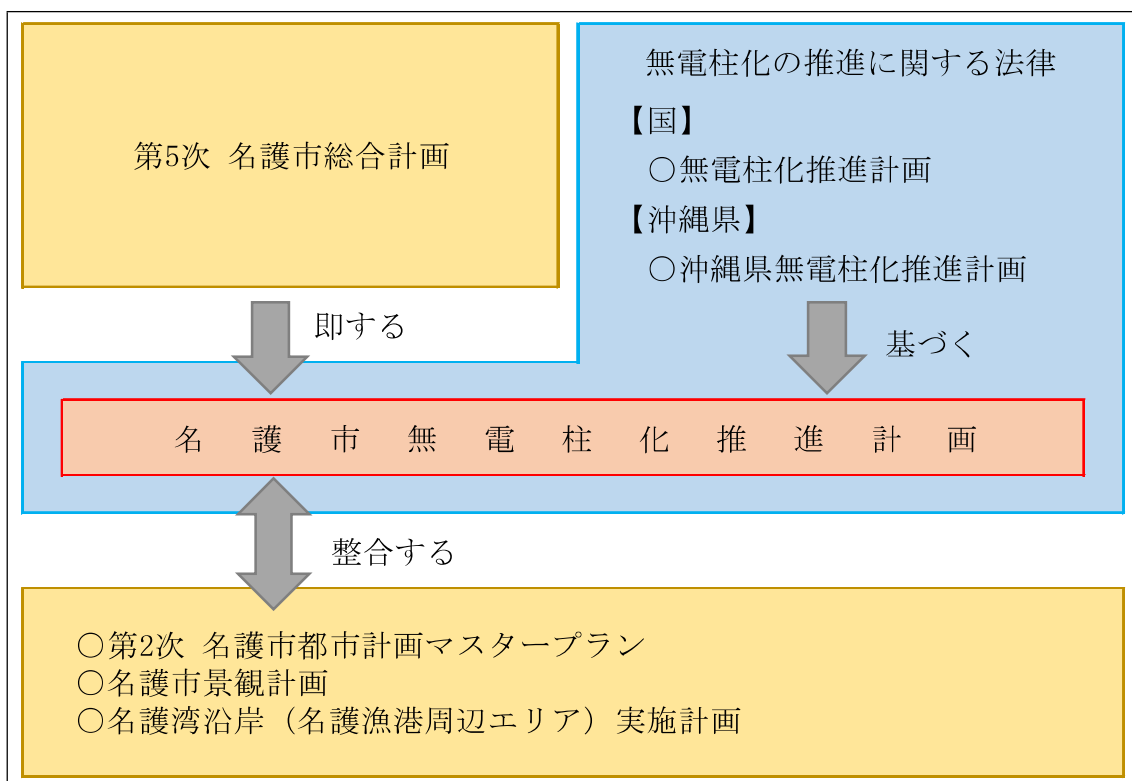 第5次 名護市総合計画
無電柱化の推進に関する法律
【国】
○無電柱化推進計画
【沖縄県】
○沖縄県無電柱化推進計画
即する
基づく
名護市無電柱化推進計画
整合する
○第2次 名護市都市計画マスタープラン
○名護市景観計画
○名護湾沿岸（名護漁港周辺エリア）実施計画